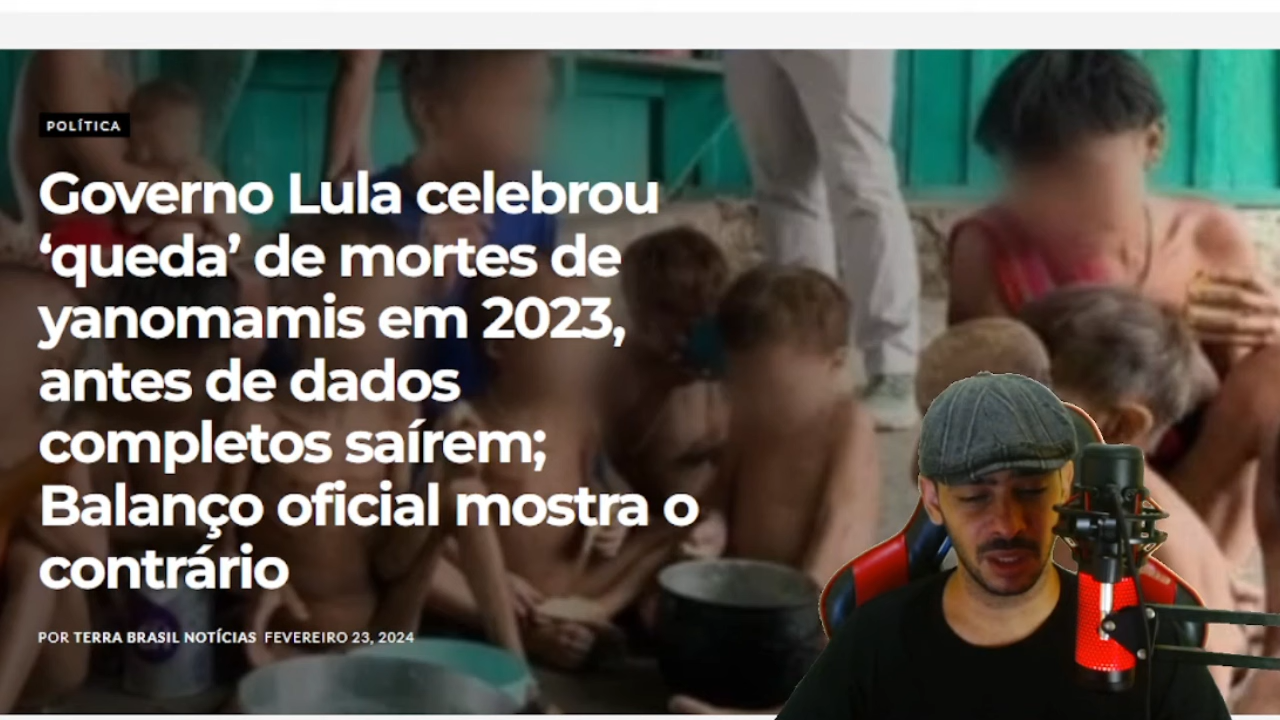 POLÍTICA
Governo Lula celebrou
‘queda’ de mortes de
yanomamis em 2023,
antes de dados
completos saírem;
Balanço oficial mostra o
contrário
POR TERRA BRASIL NOTÍCIAS FEVEREIRO 23, 2024